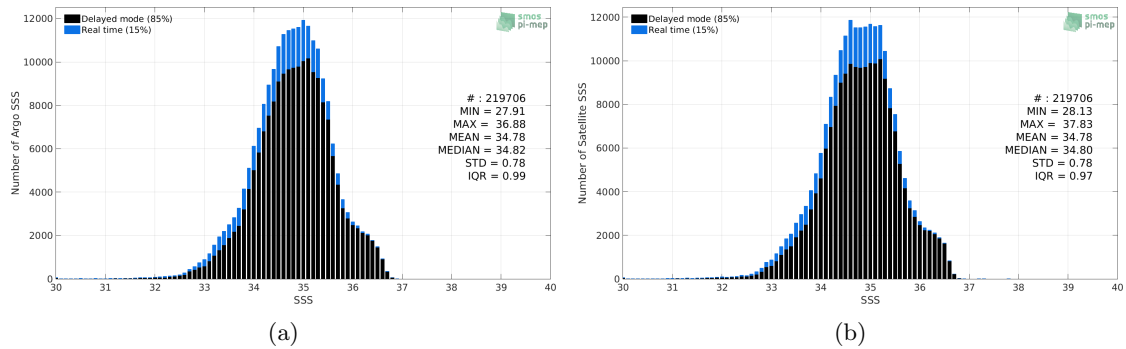 Delayed mode (85%)
Real time (15%)
smos
pi-mep
Number of Argo SSS
12000
10000
8000
6000
4000
2000
0
# : 219706
MIN = 27.91
MAX =  36.88
MEAN = 34.78
MEDIAN = 34.82
STD = 0.78
IQR = 0.99
30 31 32 33 34 35 36 37 38 39 40
SSS
(a)
Delayed mode (85%)
Real time (15%)
smos
pi-mep
Number of Satellite SSS
12000
10000
8000
6000
4000
2000
0
# : 219706
MIN = 28.13
MAX =  37.83
MEAN = 34.78
MEDIAN = 34.80
STD = 0.78
IQR = 0.97
30 31 32 33 34 35 36 37 38 39 40
SSS
(b)